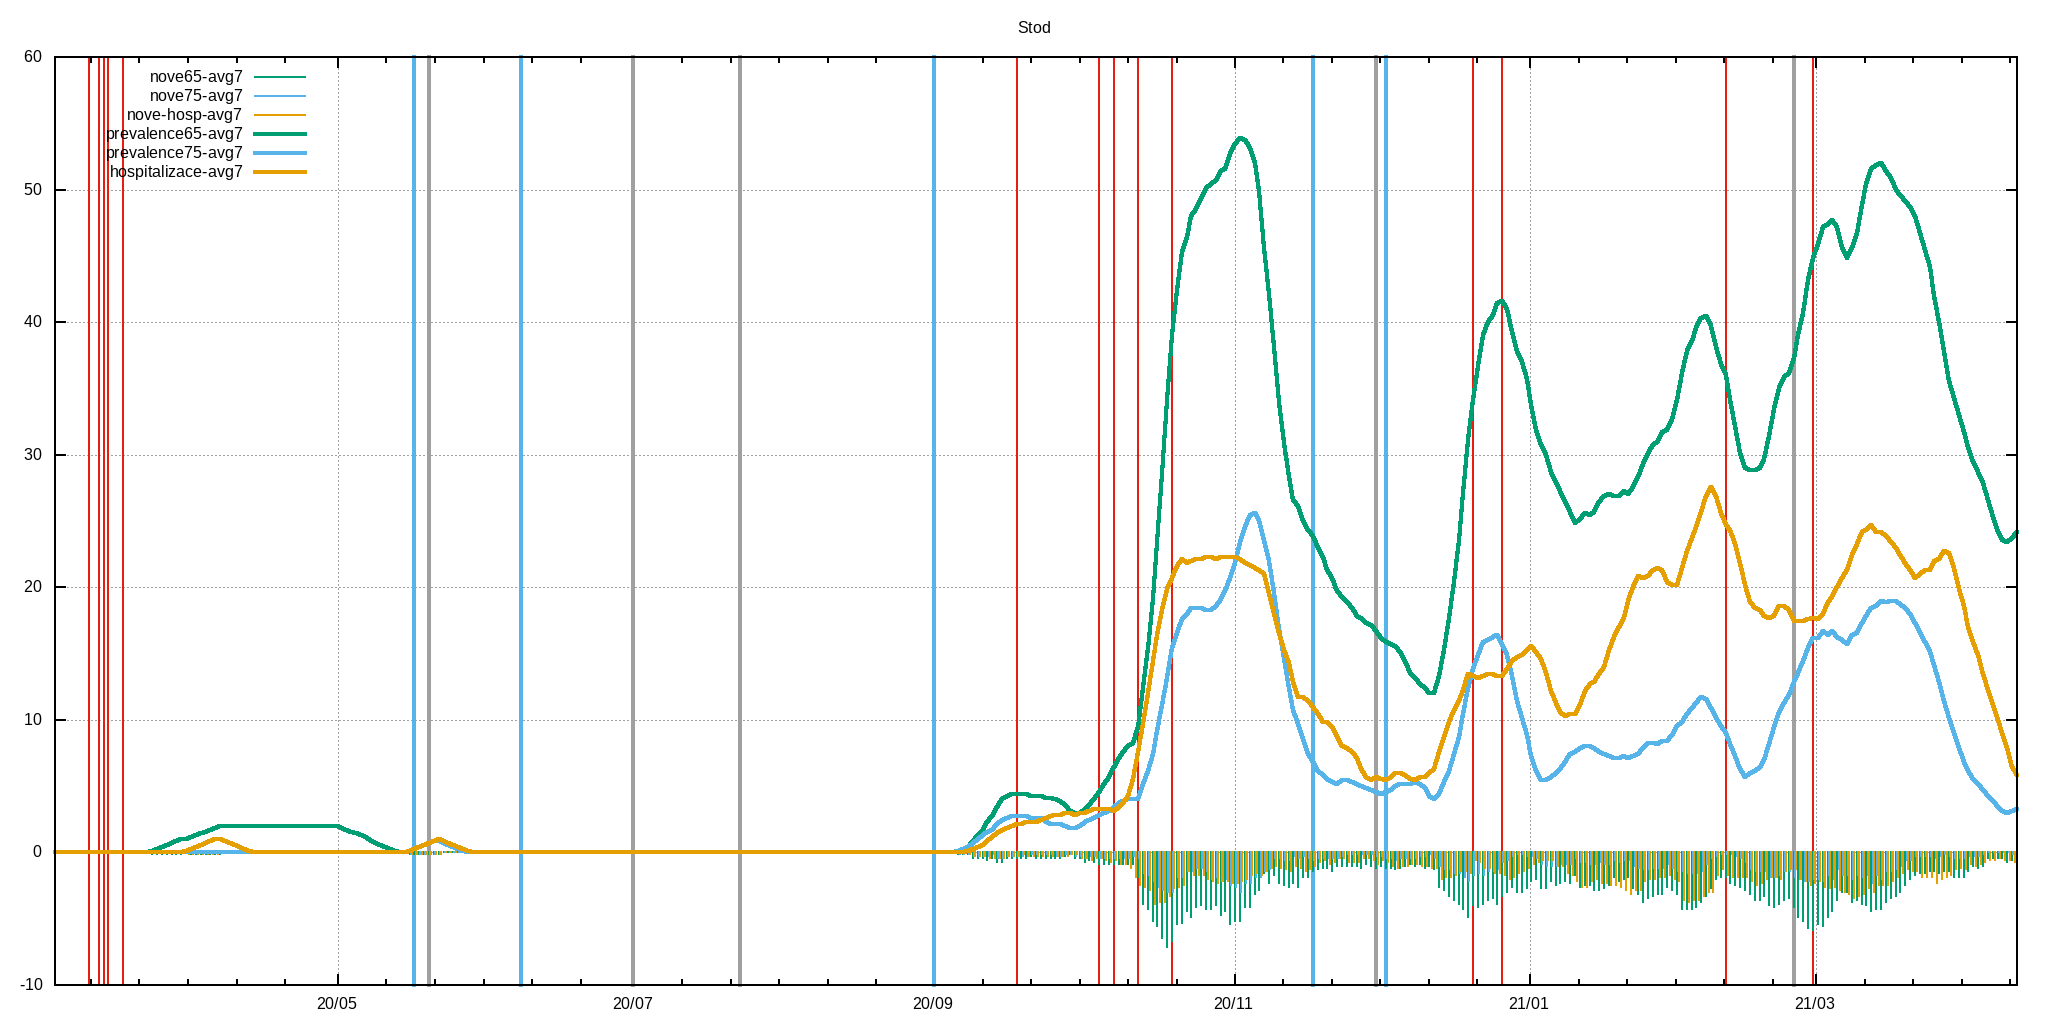 Stod
60
nove65-avg7
nove75-avg7
nove-hosp-avg7
prevalence65-avg7
prevalence75-avg7
hospitalizace-avg7
50
40
30
20
10
0
-10
20/05 20/07 20/09 20/11 21/01 21/03